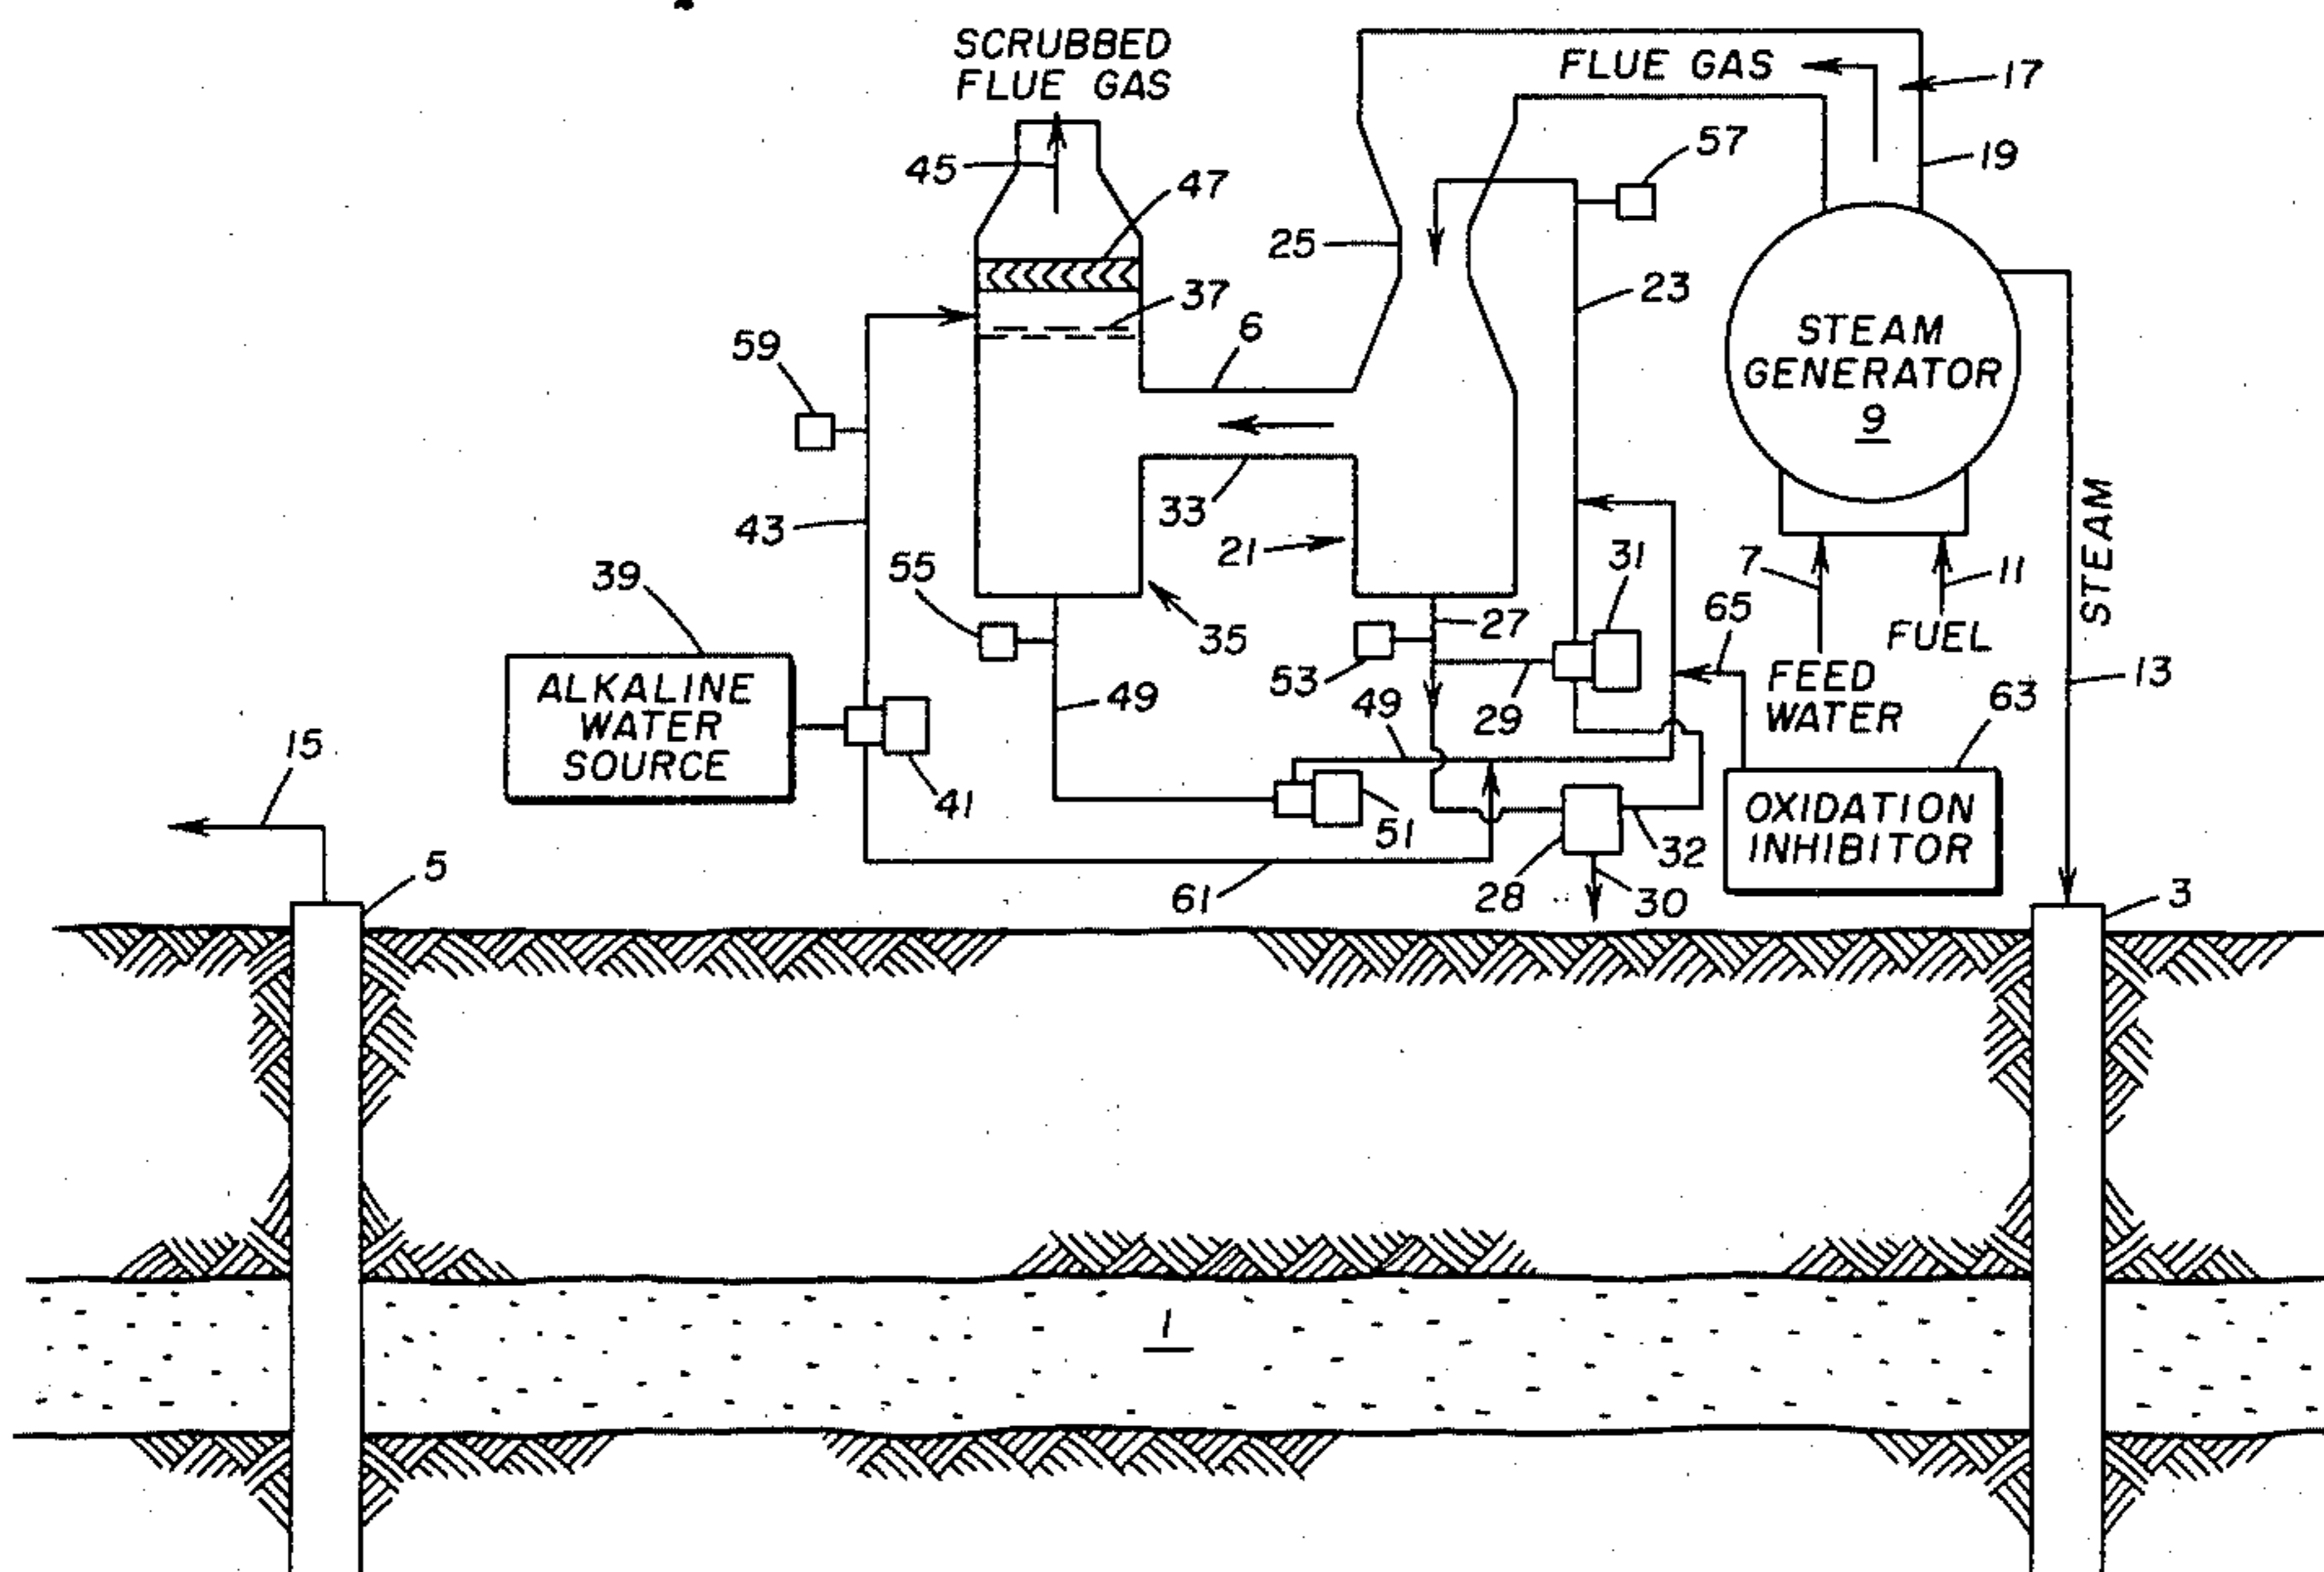 SCRUBBED
FLUE GAS
FLUE GAS
17
57
19
45
47
25
37
23
6
59
STEAM
GENERATOR
9
33
43
21
31
7
11
STEAM
55
39
65
35
27
FUEL
53
FEED
WATER
13
49
49
29
63
ALKALINE
WATER
SOURCE
15
41
51
OXIDATION
INHIBITOR
32
5
61
28
30
3
1